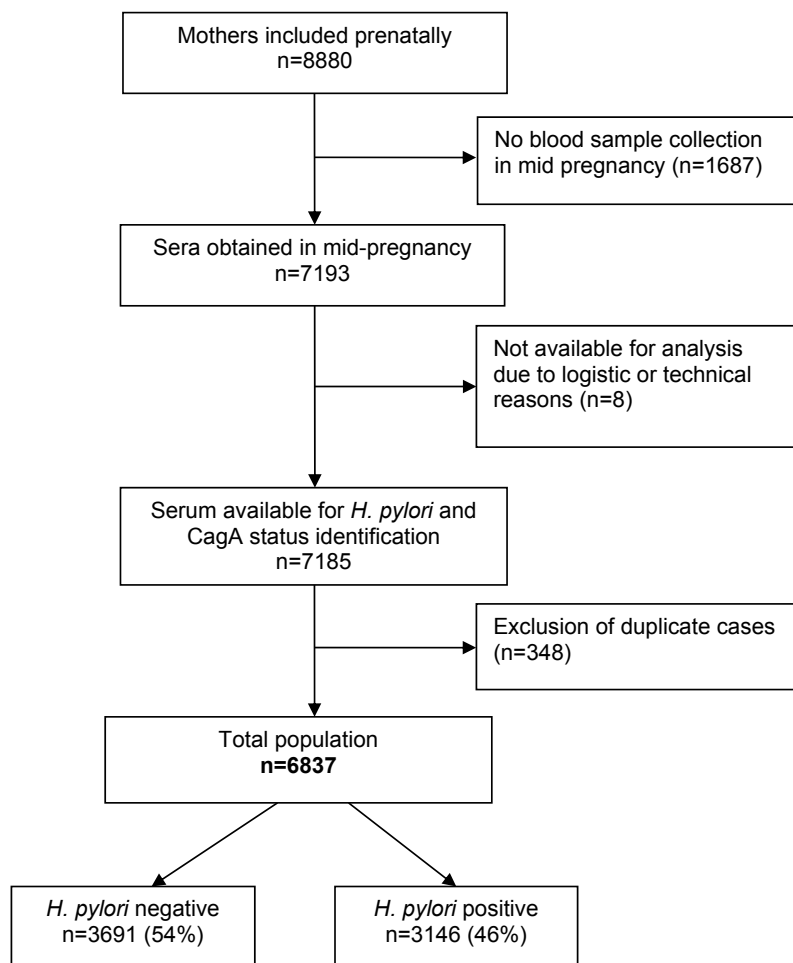 Mothers included prenatally
n=8880
No blood sample collection
in mid pregnancy (n=1687)
Sera obtained in mid-pregnancy
n=7193
Not available for analysis
due to logistic or technical
reasons (n=8)
Serum available for H. pylori and
CagA status identification
n=7185
Exclusion of duplicate cases
(n=348)
Total population
n=6837
H. pylori negative
n=3691 (54%)
H. pylori positive
n=3146 (46%)